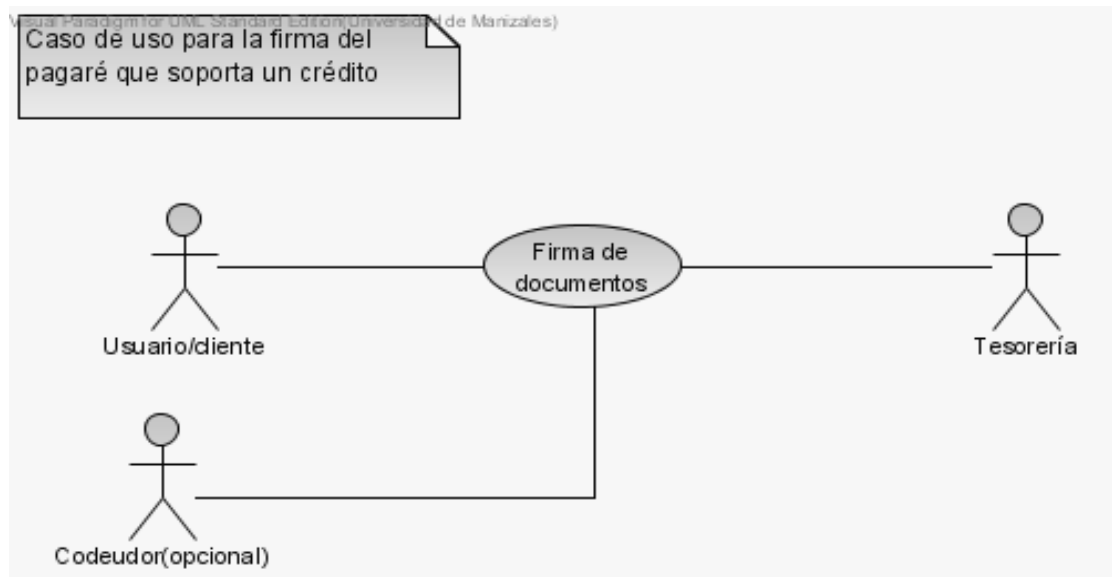 Visual Paradigm for UML Standard Edition(Universidad de Manizales)
Caso de uso para la firma del
pagaré que soporta un crédito
Firma de
documentos
Usuario/cliente
Tesorería
Codeudor(opcional)